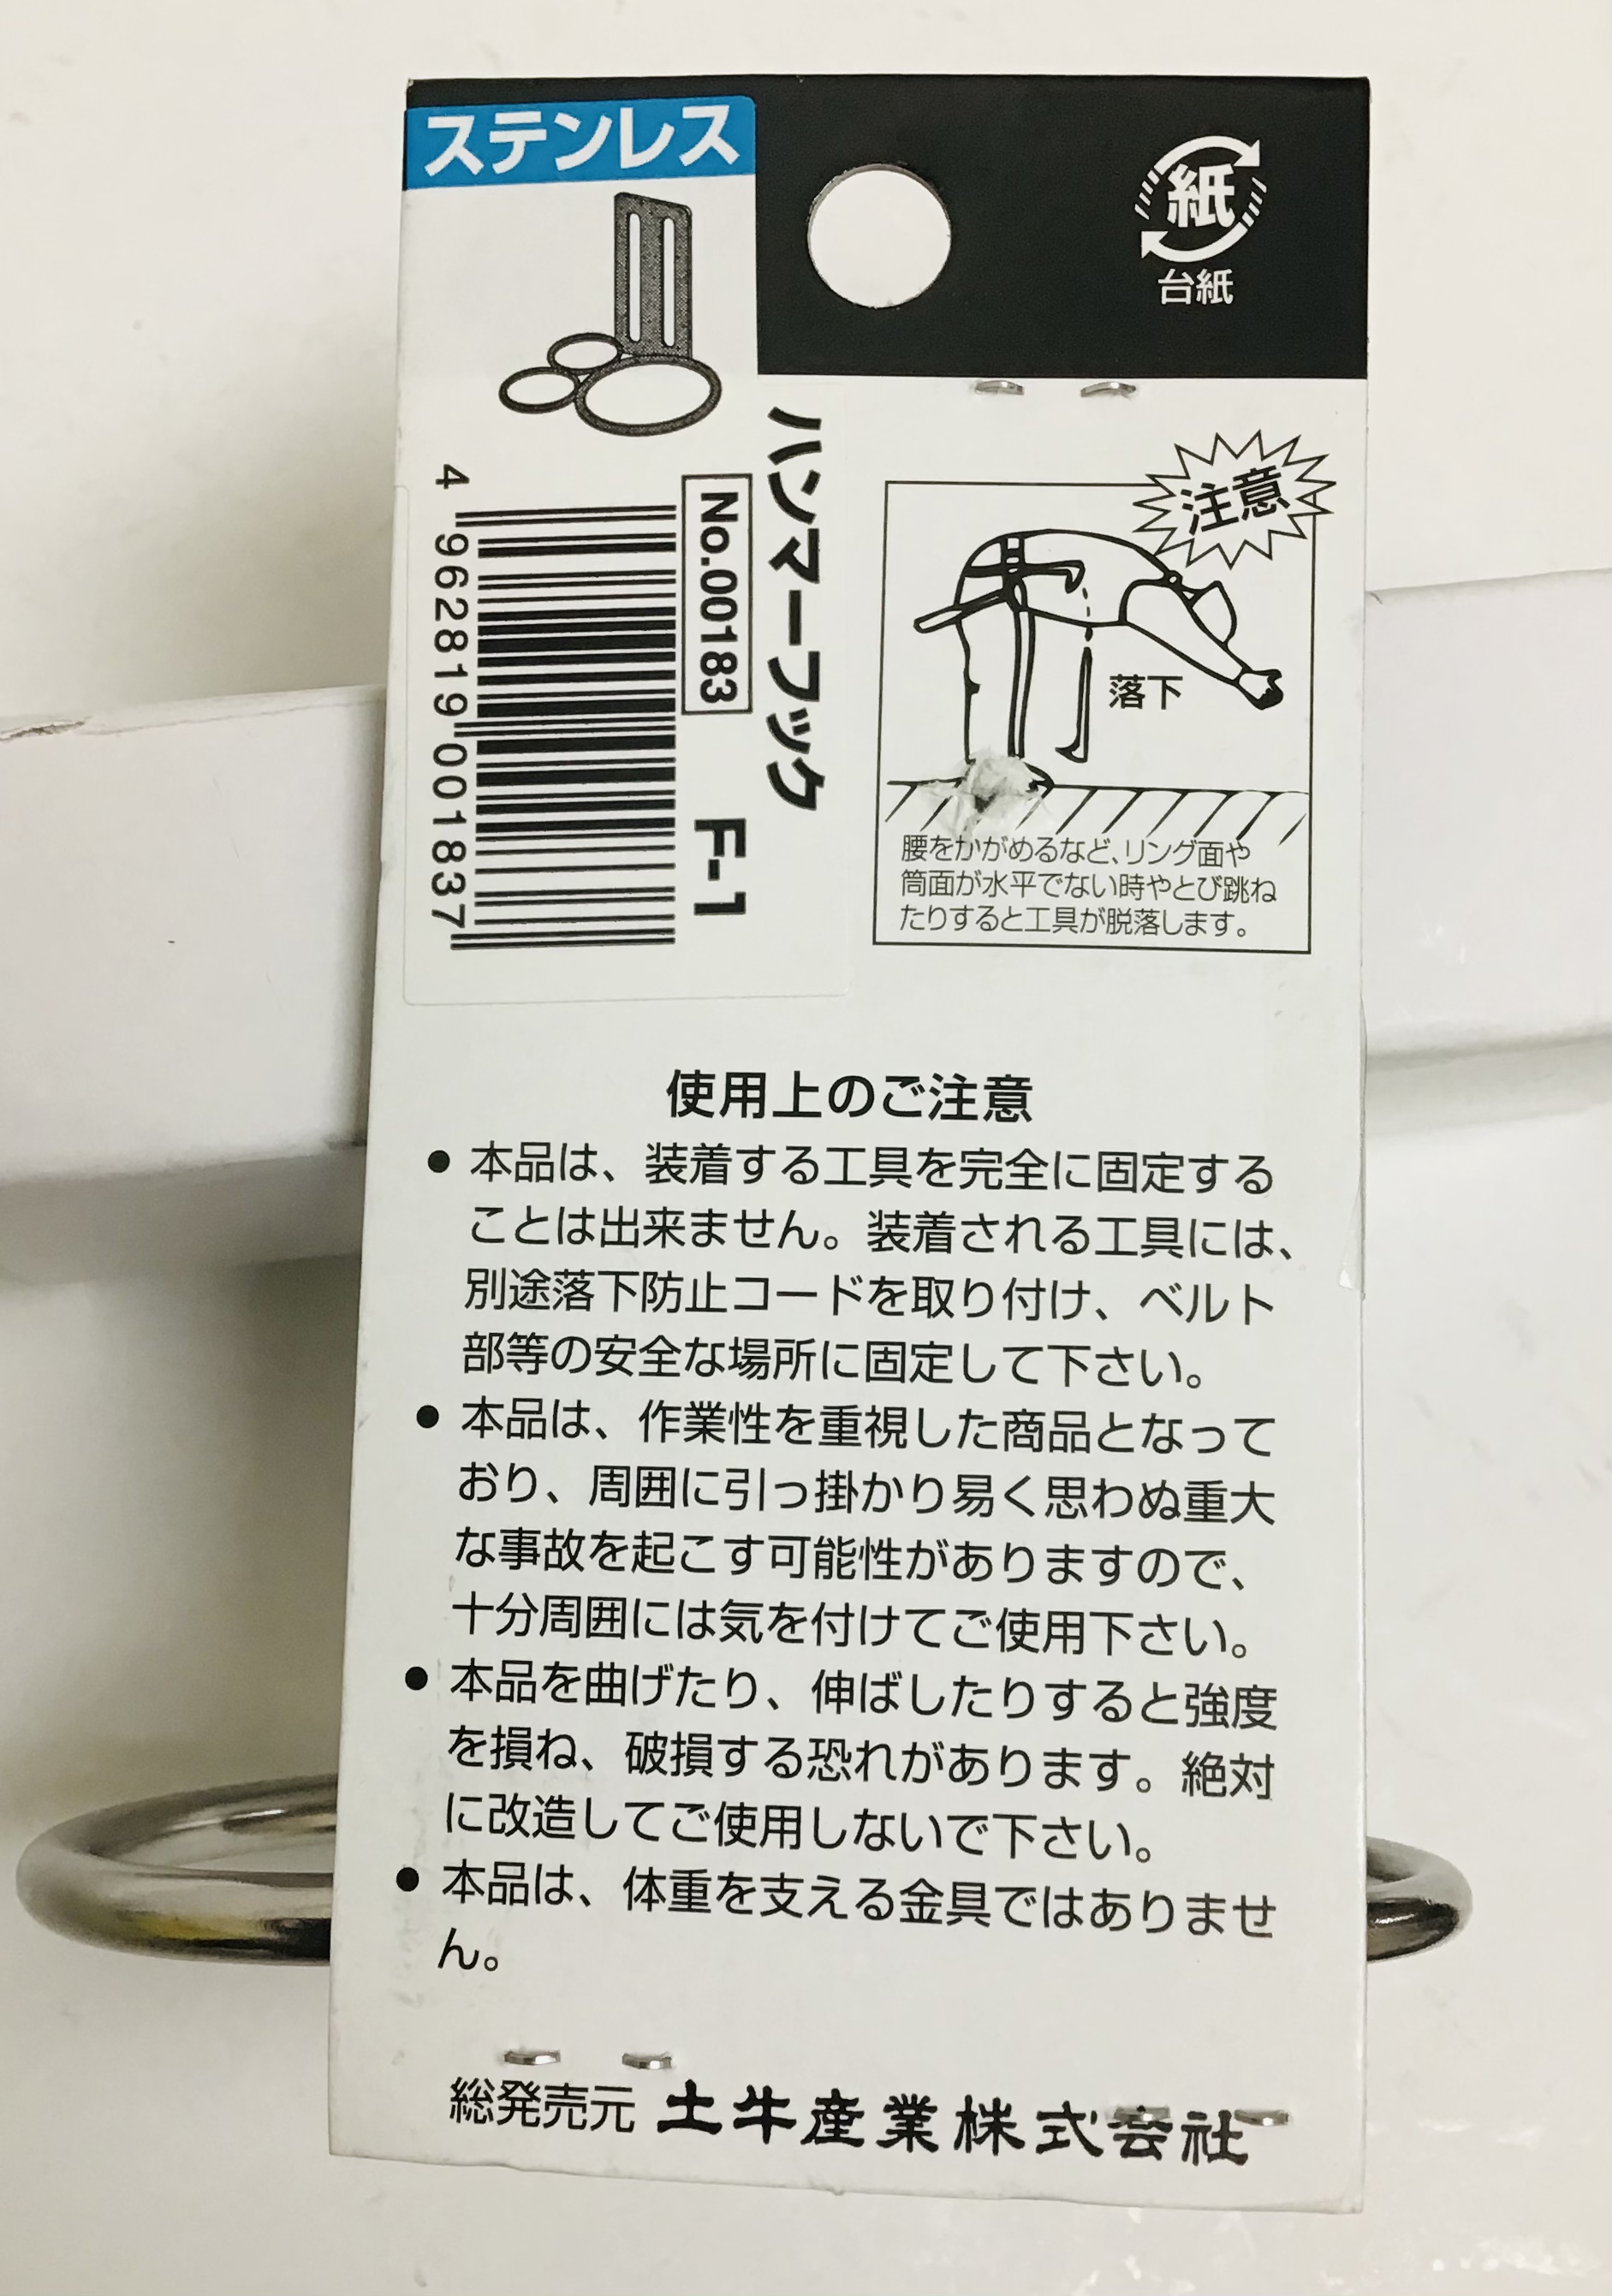 ステンレス
紙
台紙
ハンマーフック
No.00183
F-1
4 962819 001837
注意
落下
腰をかがめるなど、リング面や
筒面が水平でない時やとび跳ね
たりすると工具が脱落します。
使用上のご注意
● 本品は、装着する工具を完全に固定する
ことは出来ません。装着される工具には、
別途落下防止コードを取り付け、ベルト
部等の安全な場所に固定して下さい。
● 本品は、作業性を重視した商品となって
おり、周囲に引っ掛かり易く思わぬ重大
な事故を起こす可能性がありますので、
十分周囲には気を付けてご使用下さい。
● 本品を曲げたり、伸ばしたりすると強度
を損ね、破損する恐れがあります。絶対
に改造してご使用しないで下さい。
● 本品は、体重を支える金具ではありませ
ん。
総発売元 土牛産業株式会社